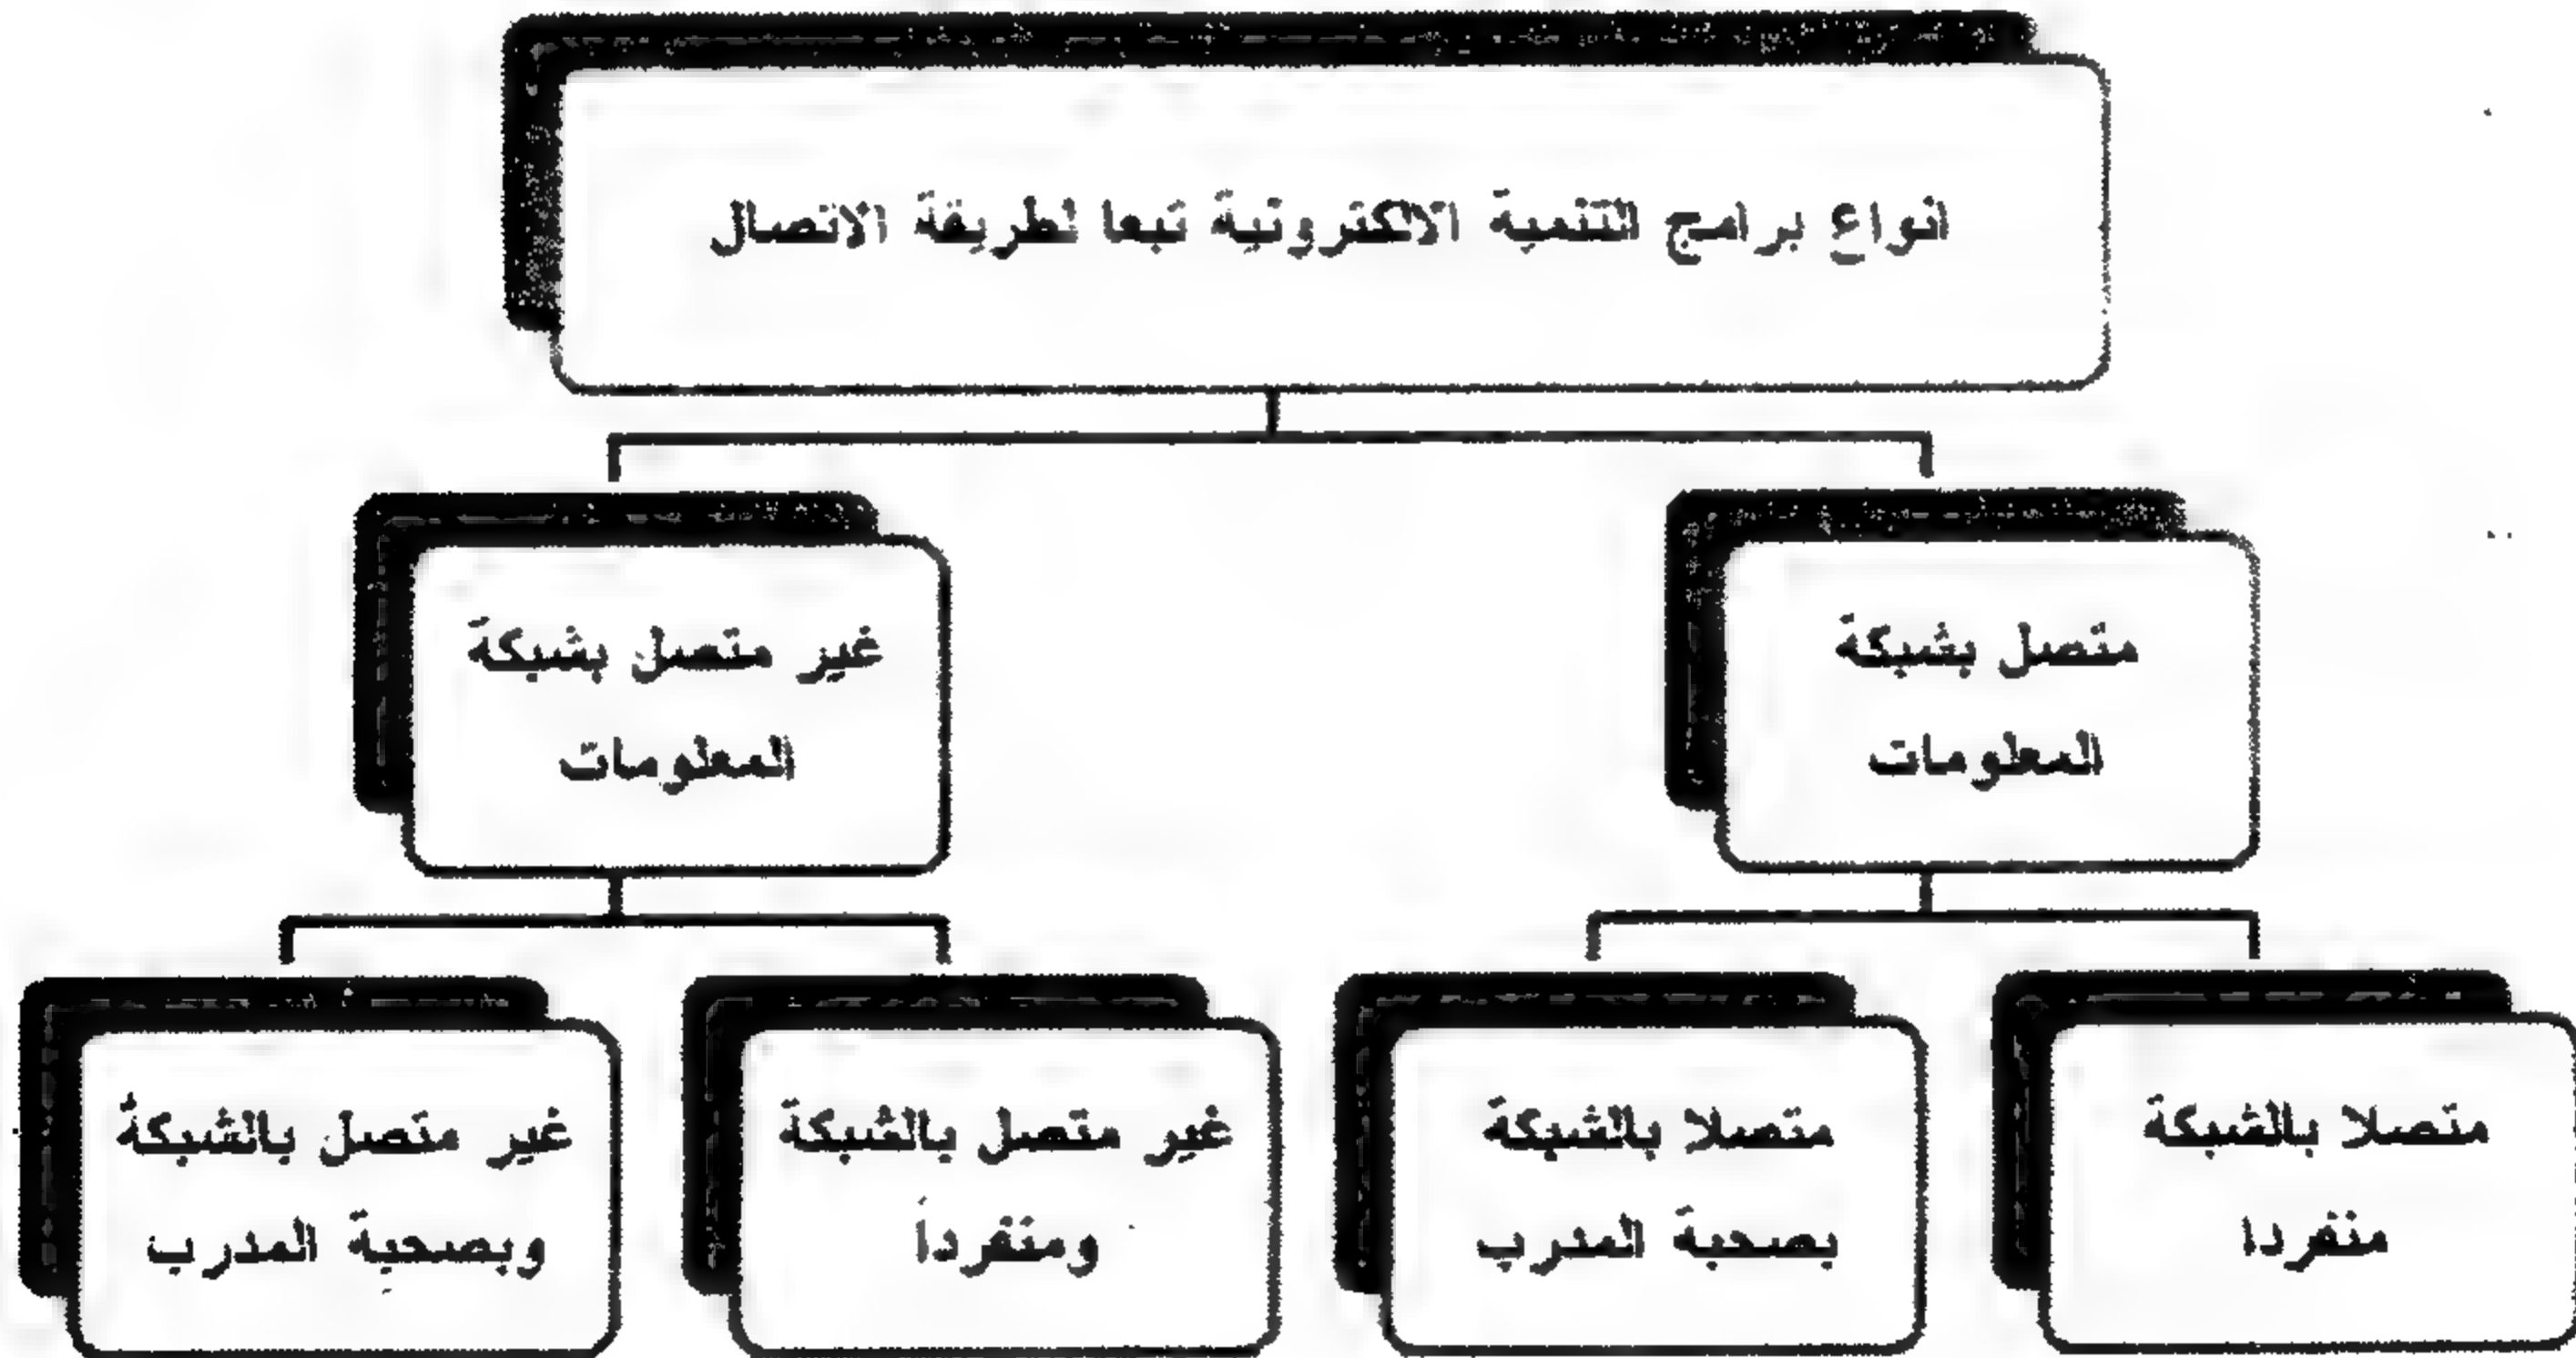 انواع برامج التنمية الالكترونية تبعا لطريقة الاتصال
متصل بشبكة
المعلومات
غير متصل بشبكة
المعلومات
متصلا بالشبكة
منفردا
متصلا بالشبكة
بصحبة المدرب
غير متصل بالشبكة
ومنفردا
غير متصل بالشبكة
وبصحبة المدرب